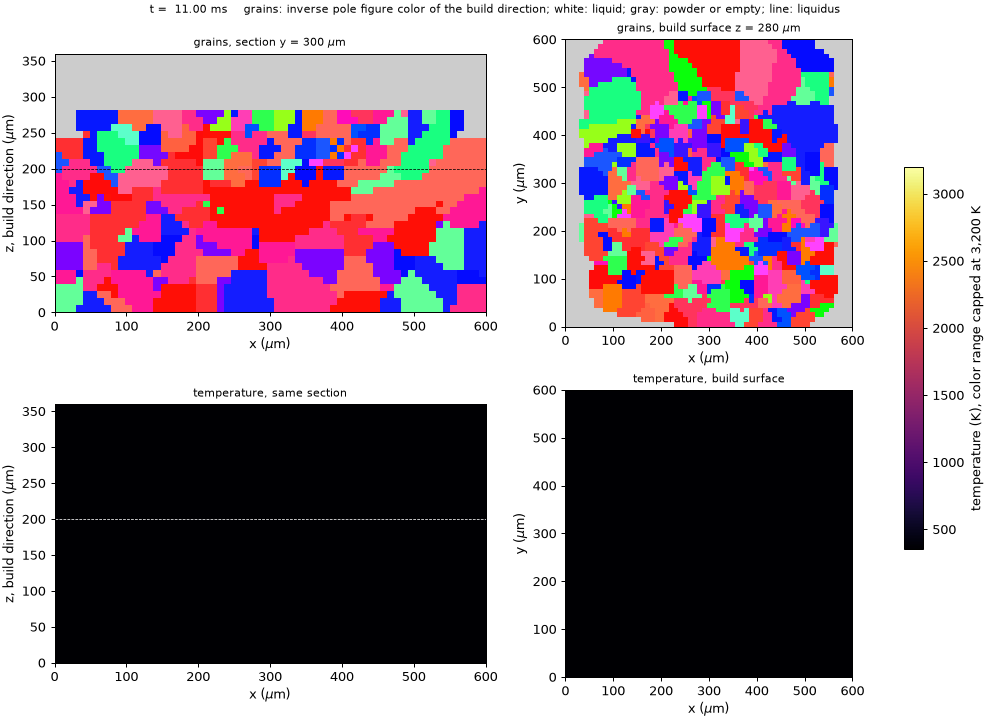 t =  11.00 ms    grains: inverse pole figure color of the build direction; white: liquid; gray: powder or empty; line: liquidus
grains, section y = 300 μm
z, build direction (μm)
350
300
250
200
150
100
50
0
0 100 200 300 400 500 600
x (μm)
grains, build surface z = 280 μm
y (μm)
600
500
400
300
200
100
0
0 100 200 300 400 500 600
x (μm)
temperature, same section
z, build direction (μm)
350
300
250
200
150
100
50
0
0 100 200 300 400 500 600
x (μm)
temperature, build surface
y (μm)
600
500
400
300
200
100
0
0 100 200 300 400 500 600
x (μm)
3000
2500
2000
1500
1000
500
temperature (K), color range capped at 3,200 K